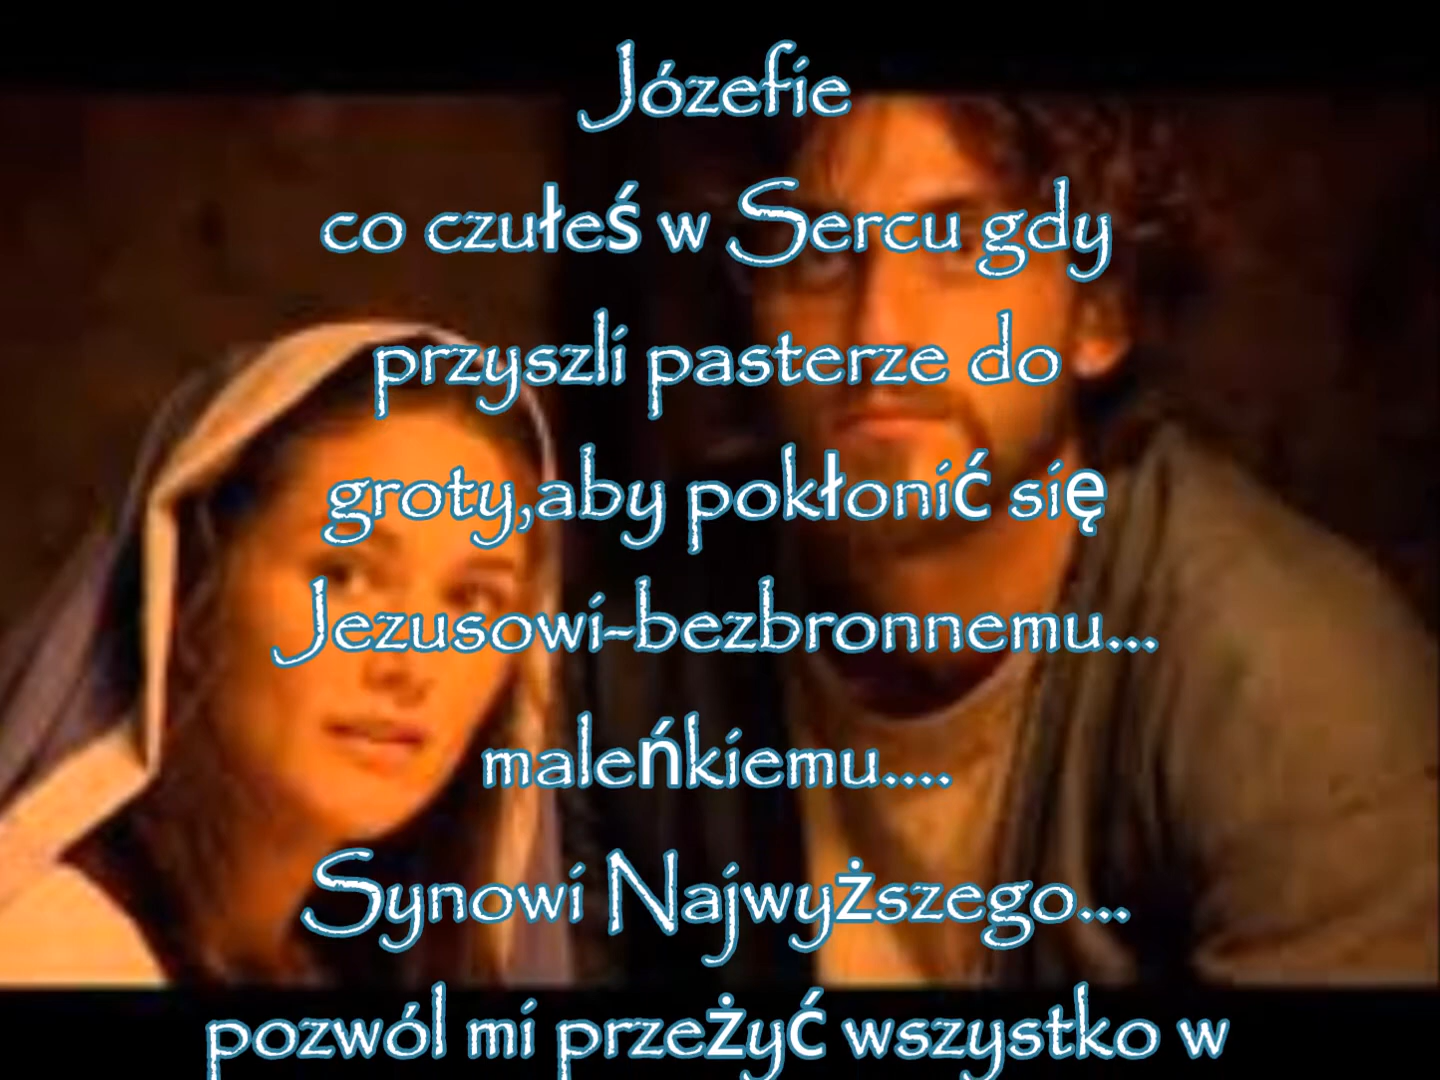 Józefie
co czułeś w Sercu gdy
przyszli pasterze do
groty,aby pokłonić się
Jezusowi-bezbronnemu...
maleńkiemu....
Synowi Najwyższego...
pozwól mi przeżyć wszystko w